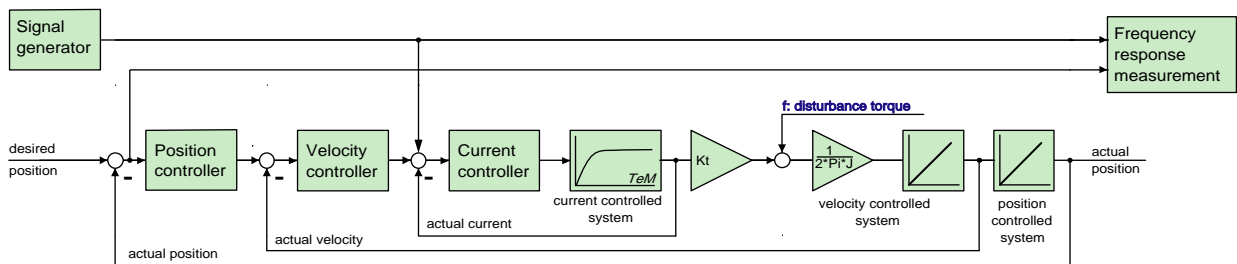 Signal
generator
Frequency
response
measurement
f: disturbance torque
desired
position
Position
controller
Velocity
controller
Current
controller
TeM
Kt
1
2*Pi*J
actual
position
current controlled
system
velocity controlled
system
position
controlled
system
actual current
actual velocity
actual position